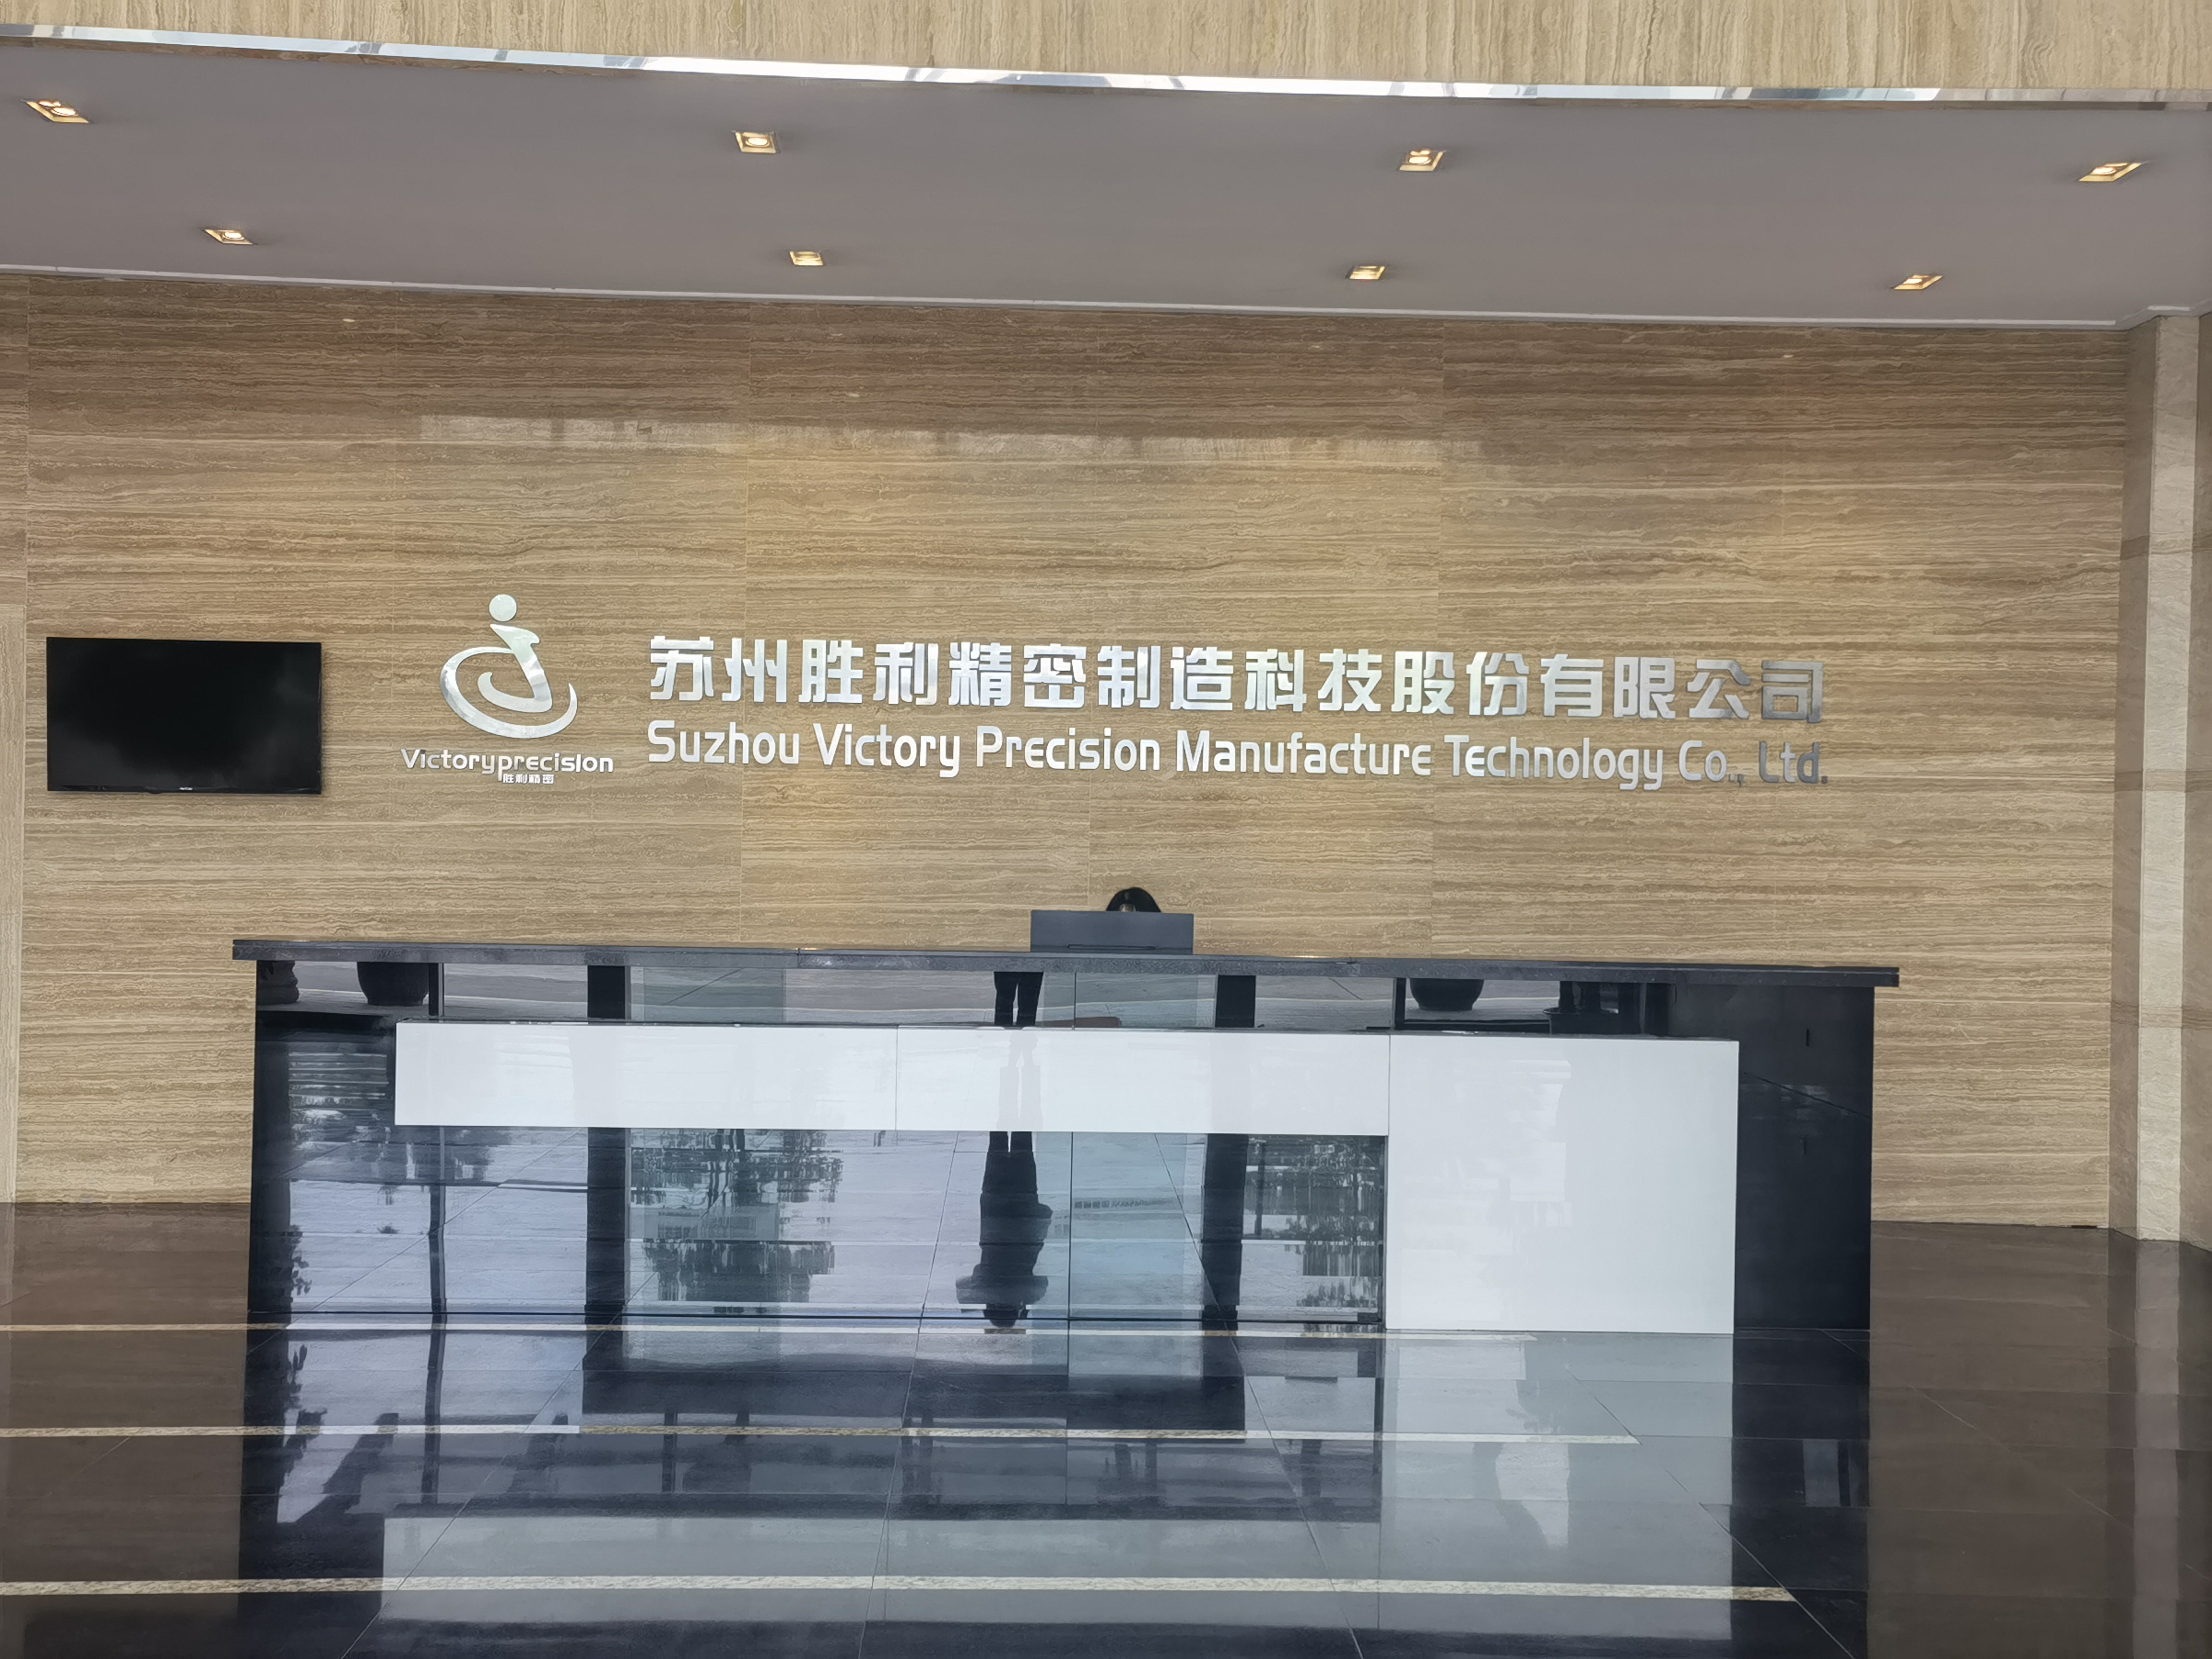 苏州胜利精密制造科技股份有限公司
Suzhou Victory Precision Manufacture Technology Co., Ltd.
Victoryprecision
胜利精密